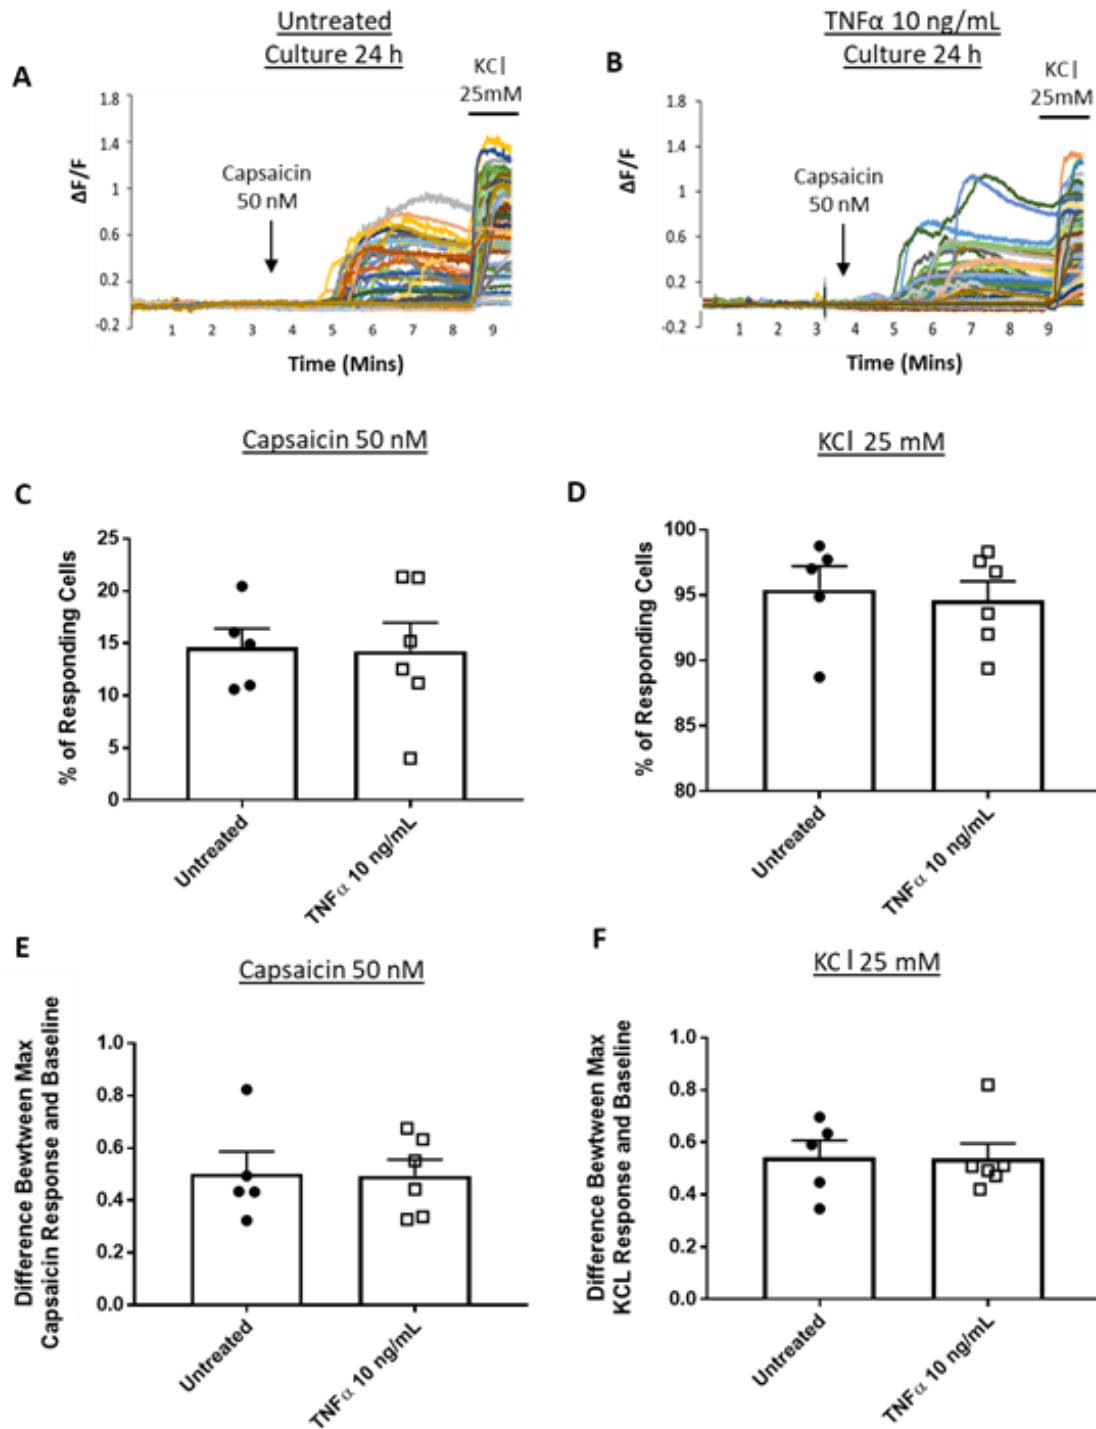 Untreated
Culture 24 h
TNFα 10 ng/mL
Culture 24 h
A
KCl
25mM
B
KCl
25mM
1.8
1.4
1
0.6
0.2
-0.2
ΔF/F
Capsaicin
50 nM
1 2 3 4 5 6 7 8 9
Time (Mins)
1.8
1.4
1
0.6
0.2
-0.2
ΔF/F
Capsaicin
50 nM
1 2 3 4 5 6 7 8 9
Time (Mins)
Capsaicin 50 nM
KCl 25 mM
C
25
20
15
10
5
0
% of Responding Cells
Untreated
TNFα 10 ng/mL
D
100
95
90
85
80
% of Responding Cells
Untreated
TNFα 10 ng/mL
E
Capsaicin 50 nM
1.0
0.8
0.6
0.4
0.2
0.0
Difference Bewtween Max
Capsaicin Response and Baseline
Untreated
TNFα 10 ng/mL
F
KCl 25 mM
1.0
0.8
0.6
0.4
0.2
0.0
Difference Bewtween Max
KCL Response and Baseline
Untreated
TNFα 10 ng/mL